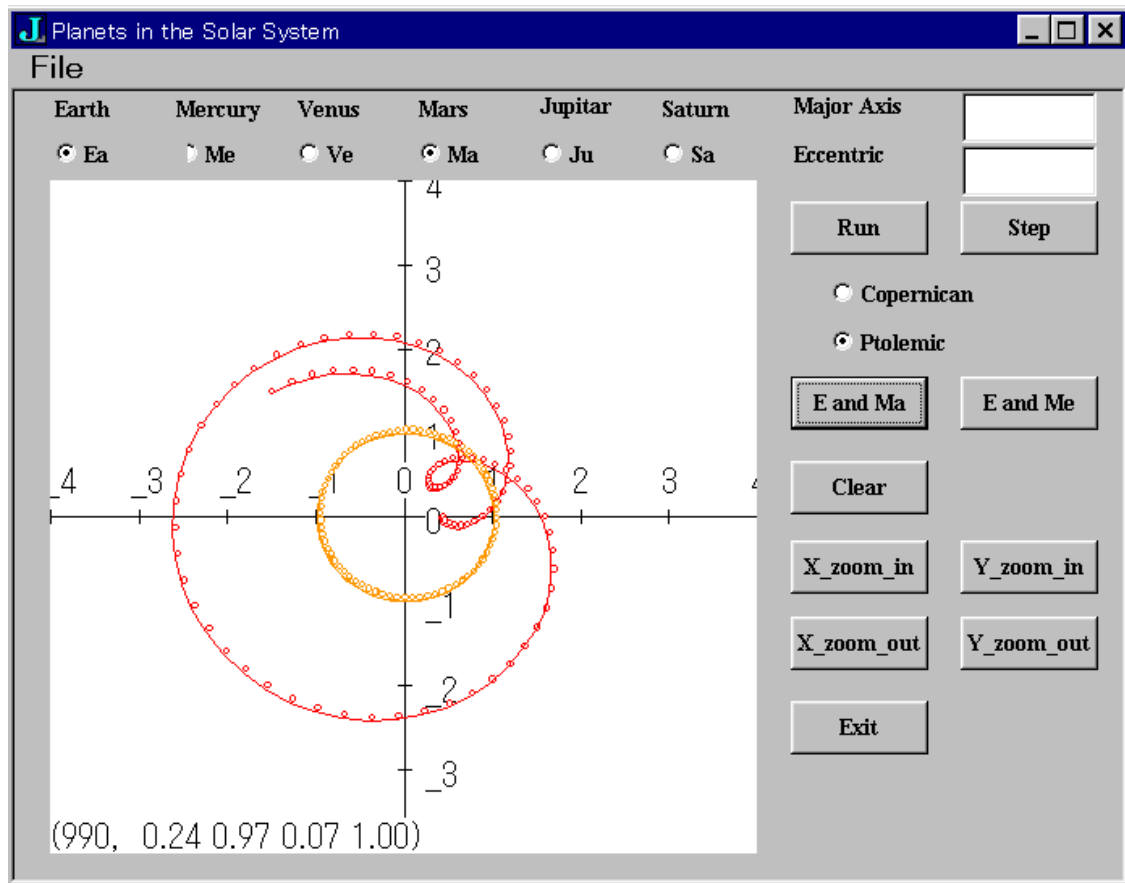 Planets in the Solar System
File
Earth Mercury Venus Mars Jupitar Saturn Major Axis
Ea Me Ve Ma Ju Sa Eccentric
Run Step
Copernican
Ptolemic
E and Ma E and Me
Clear
X_zoom_in Y_zoom_in
X_zoom_out Y_zoom_out
Exit
4
3
2
1
_4 _3 _2 _1 0 1 2 3 4
0
_1
_2
_3
(990, 0.24 0.97 0.07 1.00)